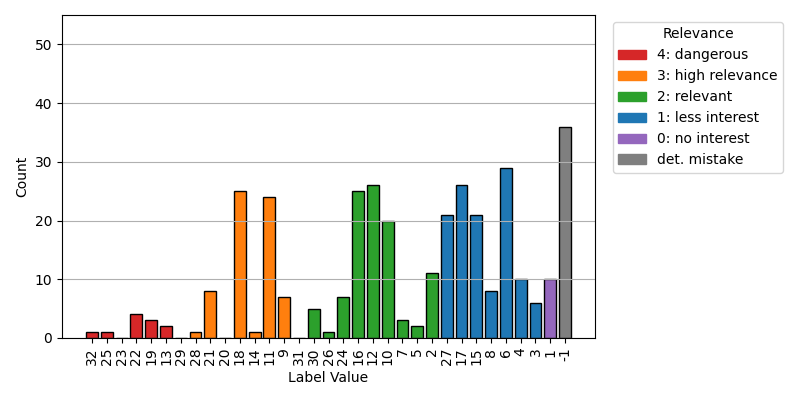 50
40
30
20
10
0
Count
32 25 23 22 19 13 29 28 21 20 18 14 11 9 31 30 26 24 16 12 10 7 5 2 27 17 15 8 6 4 3 1 -1
Label Value
Relevance
4: dangerous
3: high relevance
2: relevant
1: less interest
0: no interest
det. mistake